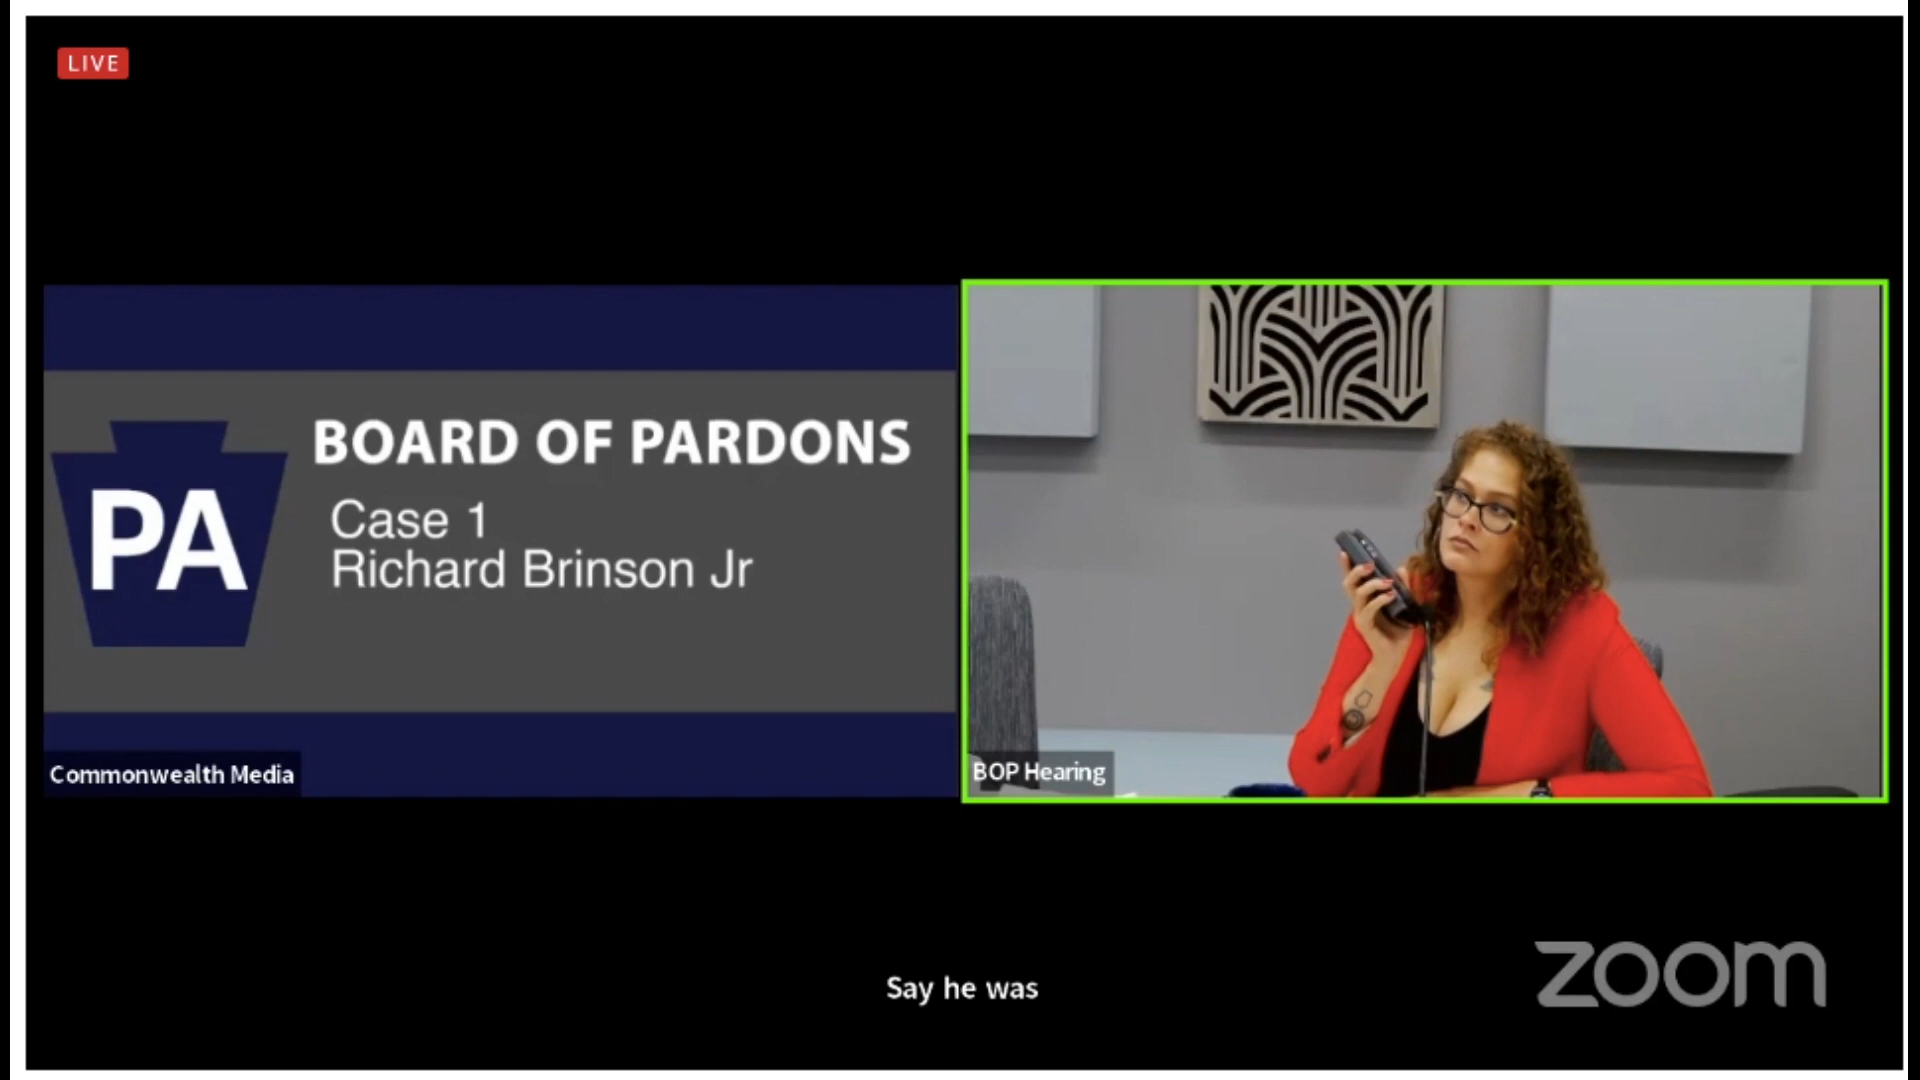 LIVE
PA
BOARD OF PARDONS
Case 1
Richard Brinson Jr
Commonwealth Media
BOP Hearing
Say he was
zoom